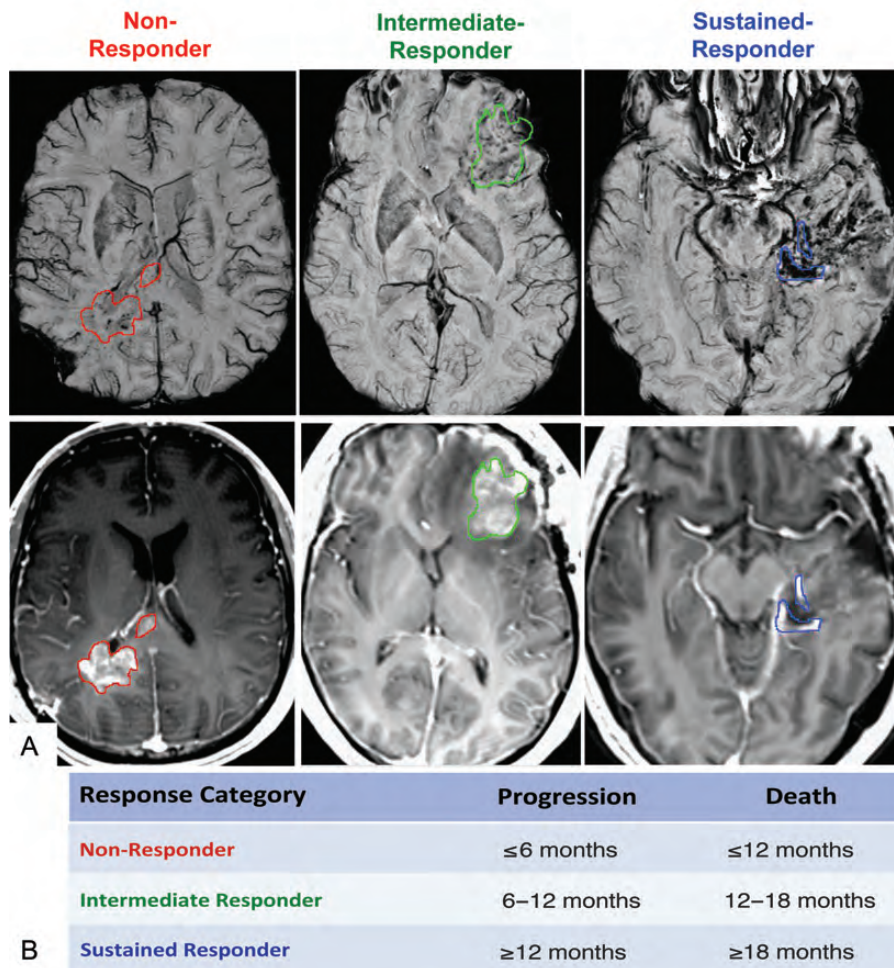 Non-
Responder
Intermediate-
Responder
Sustained-
Responder
A
Response Category Progression Death
Non-Responder ≤6 months ≤12 months
Intermediate Responder 6–12 months 12–18 months
B Sustained Responder ≥12 months ≥18 months